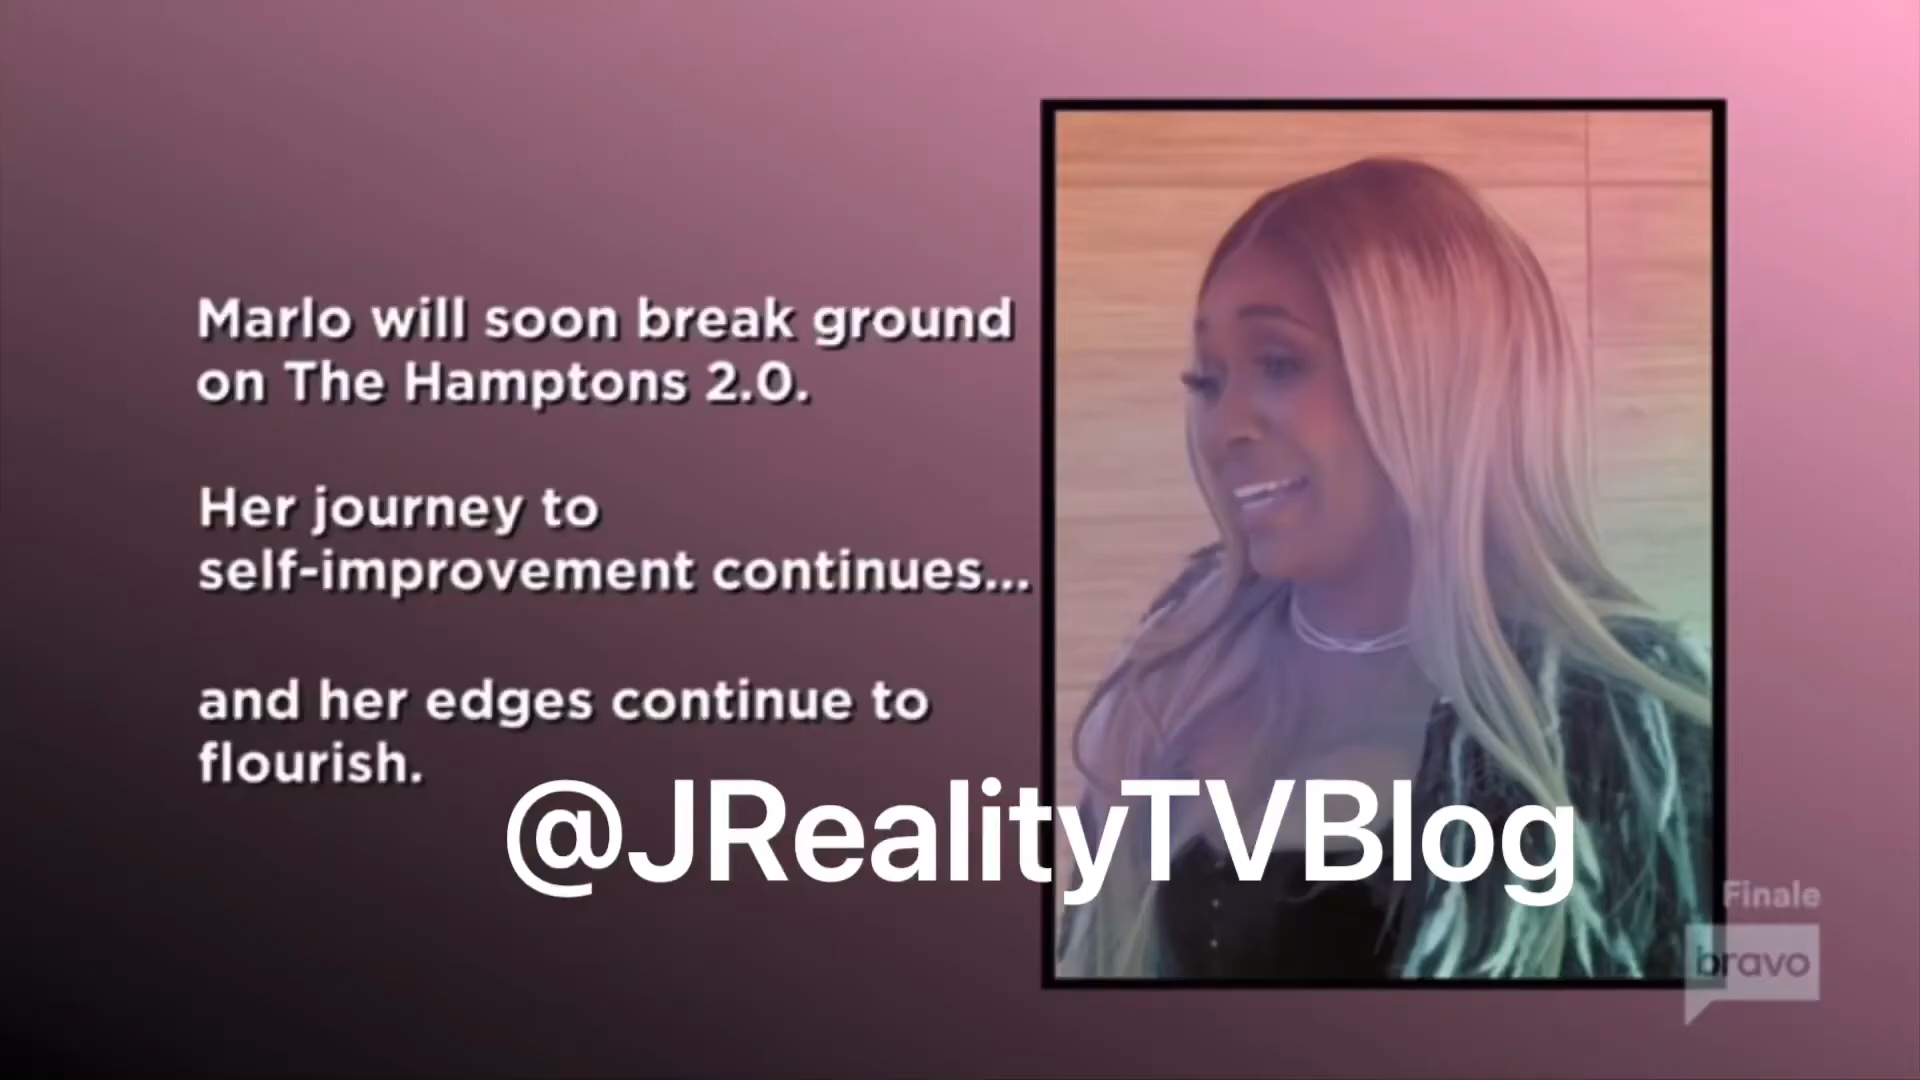 Marlo will soon break ground
on The Hamptons 2.0.
Her journey to
self-improvement continues...
and her edges continue to
flourish.
@JRealityTVBlog
Finale
bravo